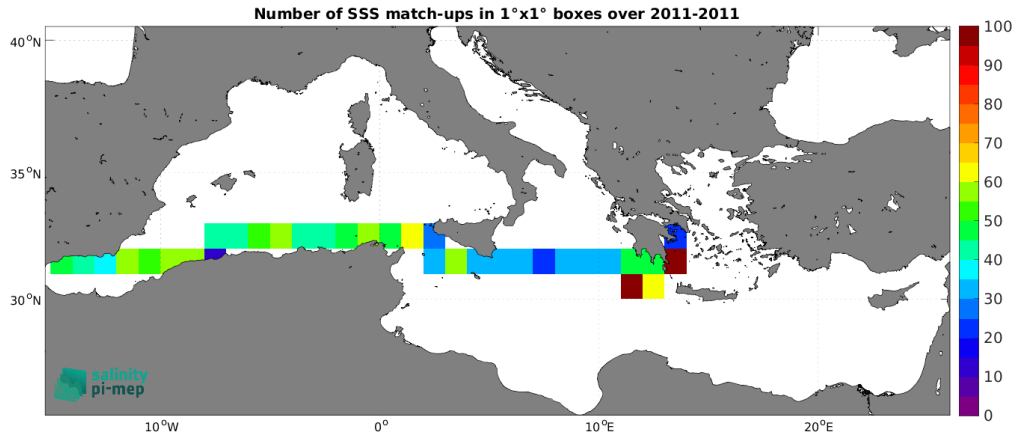 Number of SSS match-ups in 1°x1° boxes over 2011-2011
40°N
35°N
30°N
10°W
0°
10°E
20°E
100
90
80
70
60
50
40
30
20
10
0
salinity
pi-mep